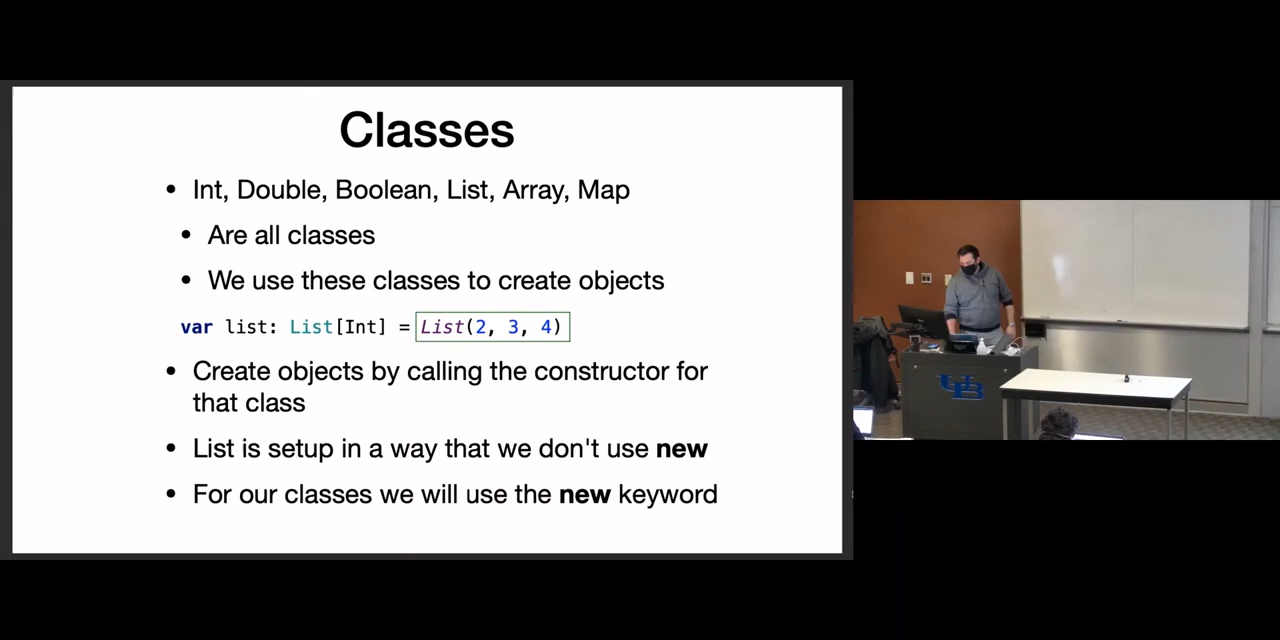 Classes
• Int, Double, Boolean, List, Array, Map
• Are all classes
• We use these classes to create objects
var list: List[Int] = List(2, 3, 4)
• Create objects by calling the constructor for
that class
• List is setup in a way that we don't use new
• For our classes we will use the new keyword
UB